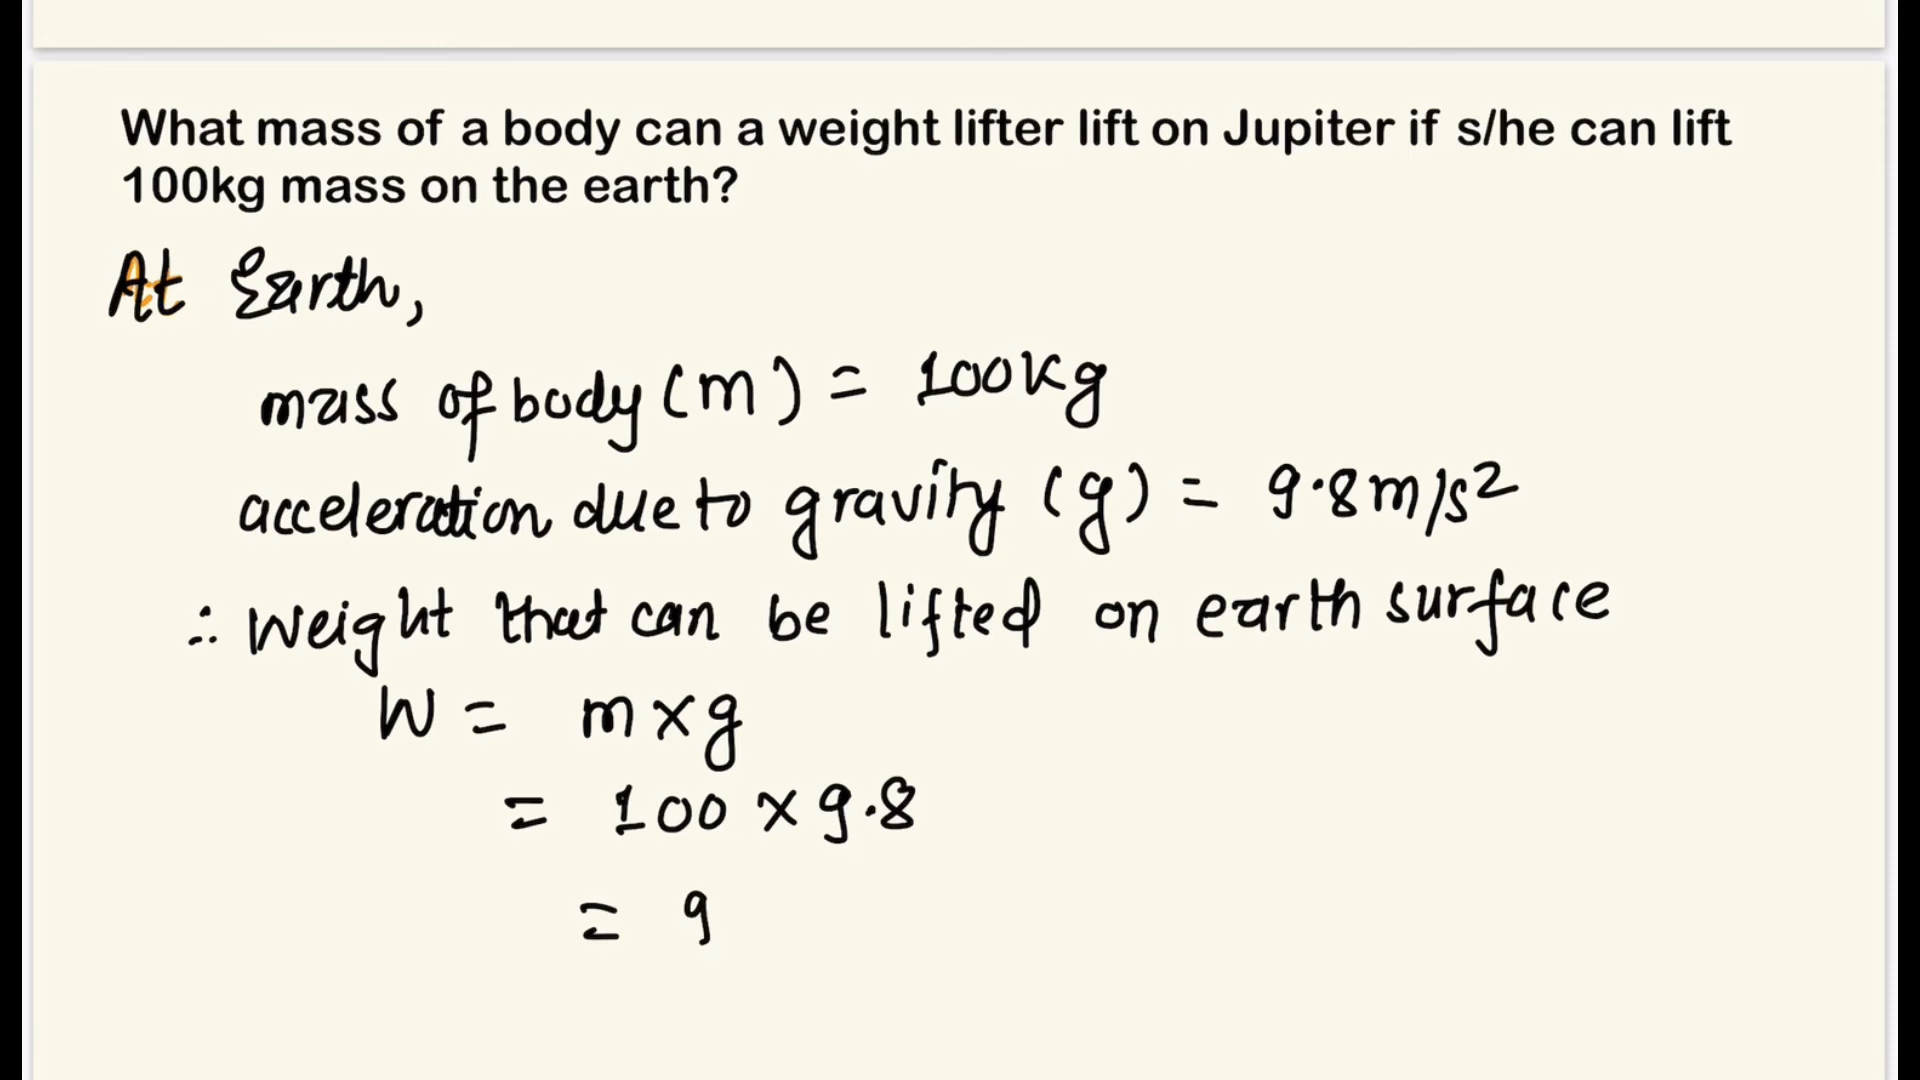 What mass of a body can a weight lifter lift on Jupiter if s/he can lift
100kg mass on the earth?
At Earth,
mass of body (m) = 100kg
acceleration due to gravity (g) = 9.8m/s²
∴ Weight that can be lifted on earth surface
W = m×g
= 100 × 9.8
= 9